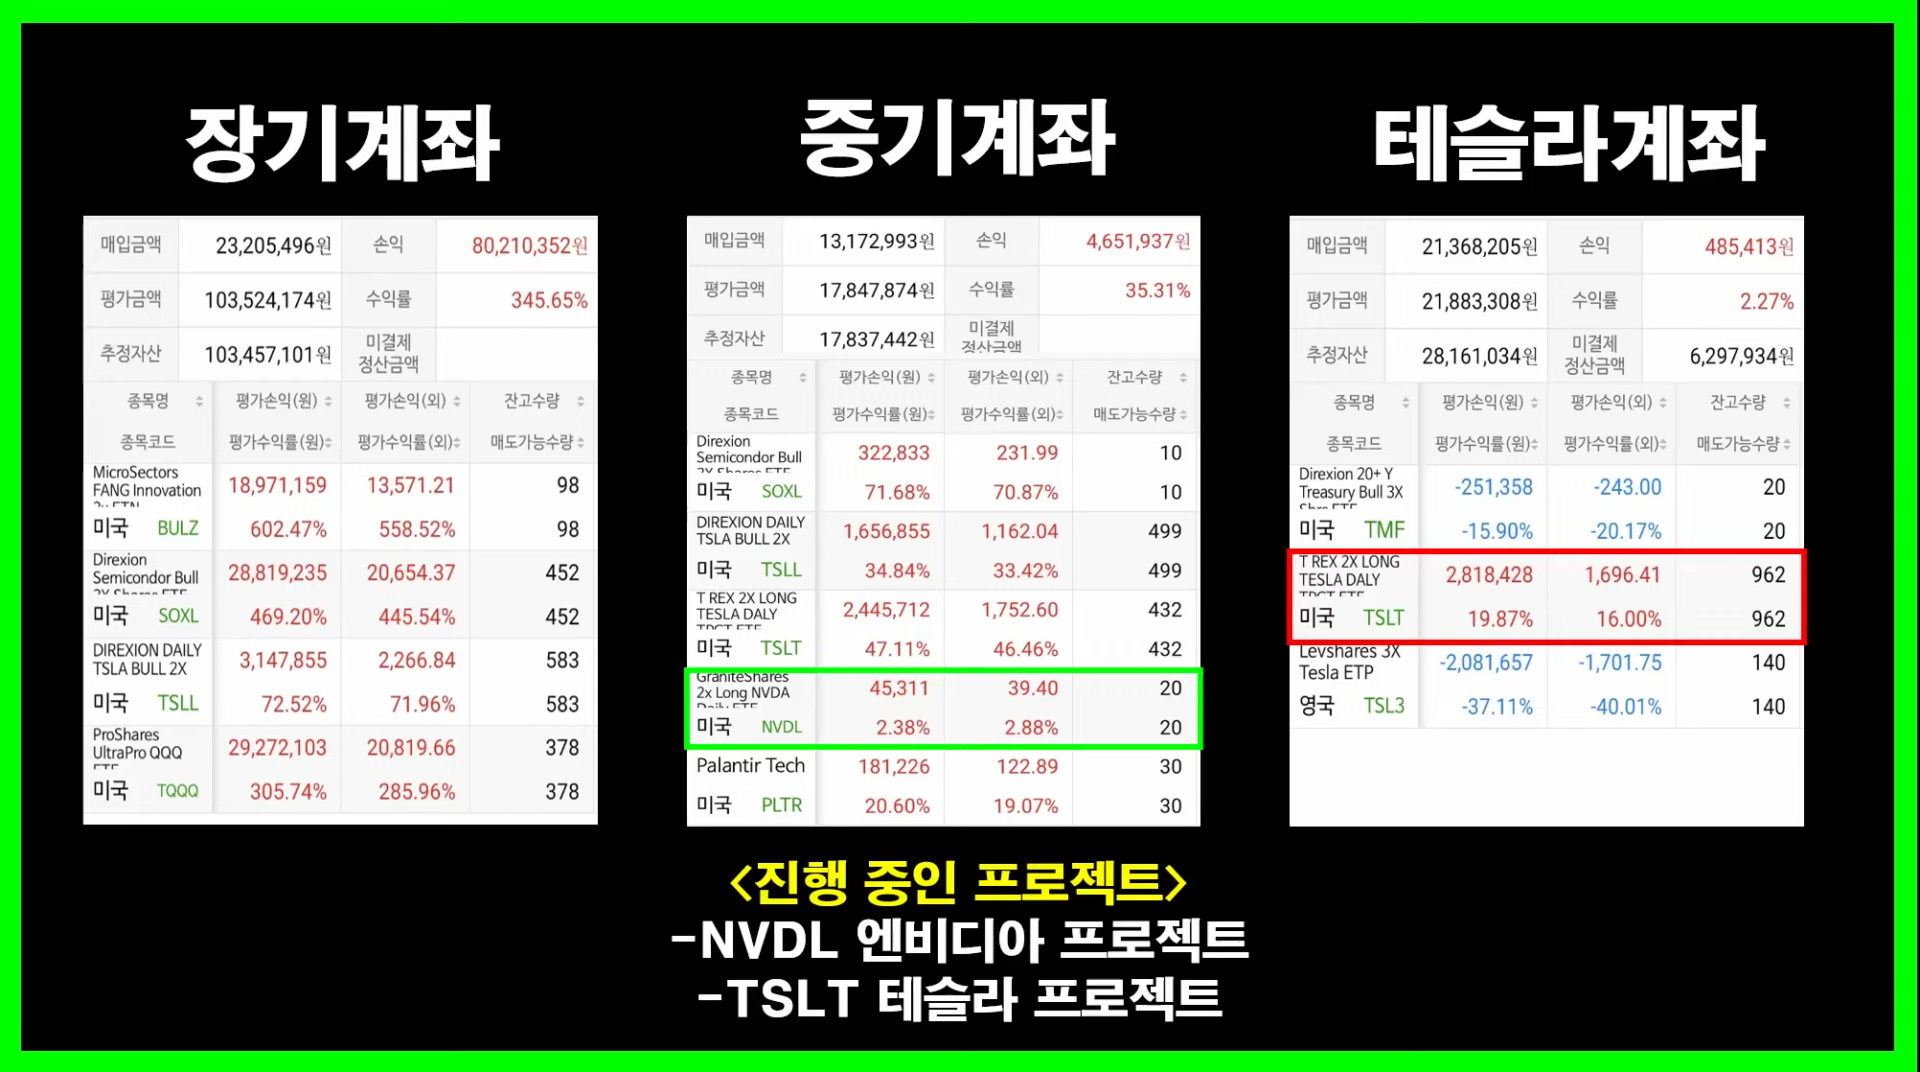 장기계좌
매입금액 23,205,496원 손익 80,210,352원
평가금액 103,524,174원 수익률 345.65%
추정자산 103,457,101원 미결제
정산금액
종목명 평가손익(원) 평가손익(외) 잔고수량
종목코드 평가수익률(원) 평가수익률(외) 매도가능수량
MicroSectors
FANG Innovation
18,971,159 13,571.21 98
미국 BULZ 602.47% 558.52% 98
Direxion
Semicondor Bull
28,819,235 20,654.37 452
미국 SOXL 469.20% 445.54% 452
DIREXION DAILY
TSLA BULL 2X
3,147,855 2,266.84 583
미국 TSLL 72.52% 71.96% 583
ProShares
UltraPro QQQ
29,272,103 20,819.66 378
미국 TQQQ 305.74% 285.96% 378
중기계좌
매입금액 13,172,993원 손익 4,651,937원
평가금액 17,847,874원 수익률 35.31%
추정자산 17,837,442원 미결제
정산금액
종목명 평가손익(원) 평가손익(외) 잔고수량
종목코드 평가수익률(원) 평가수익률(외) 매도가능수량
Direxion
Semicondor Bull
322,833 231.99 10
미국 SOXL 71.68% 70.87% 10
DIREXION DAILY
TSLA BULL 2X
1,656,855 1,162.04 499
미국 TSLL 34.84% 33.42% 499
T REX 2X LONG
TESLA DALY
2,445,712 1,752.60 432
미국 TSLT 47.11% 46.46% 432
GraniteShares
2x Long NVDA
45,311 39.40 20
미국 NVDL 2.38% 2.88% 20
Palantir Tech 181,226 122.89 30
미국 PLTR 20.60% 19.07% 30
테슬라계좌
매입금액 21,368,205원 손익 485,413원
평가금액 21,883,308원 수익률 2.27%
추정자산 28,161,034원 미결제
정산금액 6,297,934원
종목명 평가손익(원) 평가손익(외) 잔고수량
종목코드 평가수익률(원) 평가수익률(외) 매도가능수량
Direxion 20+ Y
Treasury Bull 3X
-251,358 -243.00 20
미국 TMF -15.90% -20.17% 20
T REX 2X LONG
TESLA DALY
2,818,428 1,696.41 962
미국 TSLT 19.87% 16.00% 962
Levshares 3X
Tesla ETP
-2,081,657 -1,701.75 140
영국 TSL3 -37.11% -40.01% 140
<진행 중인 프로젝트>
-NVDL 엔비디아 프로젝트
-TSLT 테슬라 프로젝트